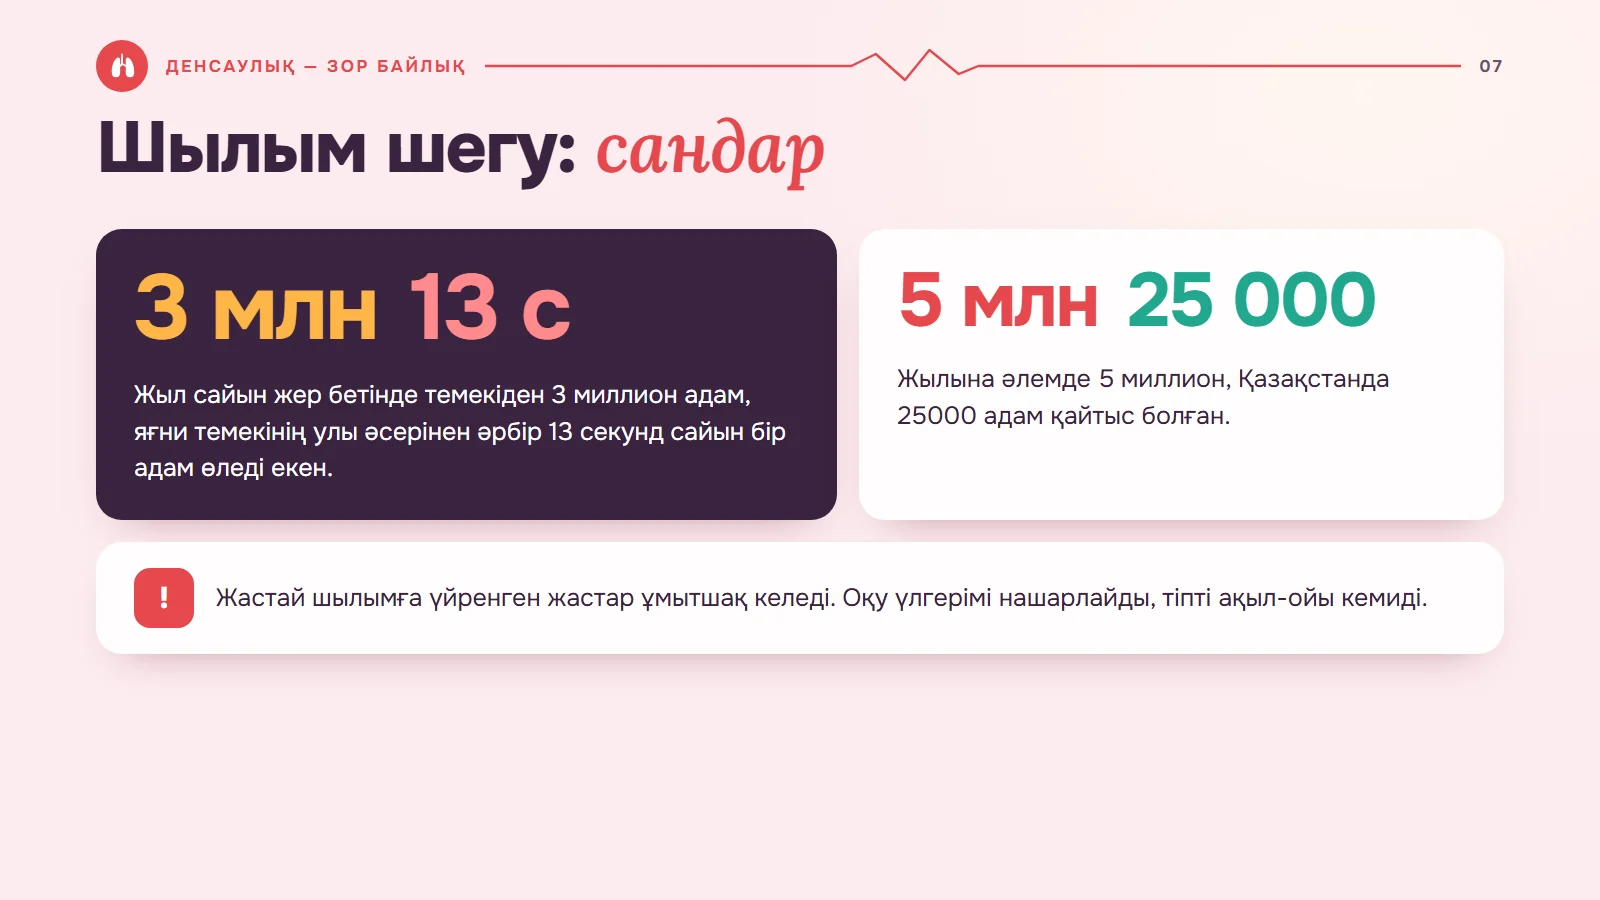 ДЕНСАУЛЫҚ — ЗОР БАЙЛЫҚ
07
Шылым шегу: сандар
3 млн 13 с
Жыл сайын жер бетінде темекіден 3 миллион адам,
яғни темекінің улы әсерінен әрбір 13 секунд сайын бір
адам өледі екен.
5 млн 25 000
Жылына әлемде 5 миллион, Қазақстанда
25000 адам қайтыс болған.
!
Жастай шылымға үйренген жастар ұмытшақ келеді. Оқу үлгерімі нашарлайды, тіпті ақыл-ойы кемиді.